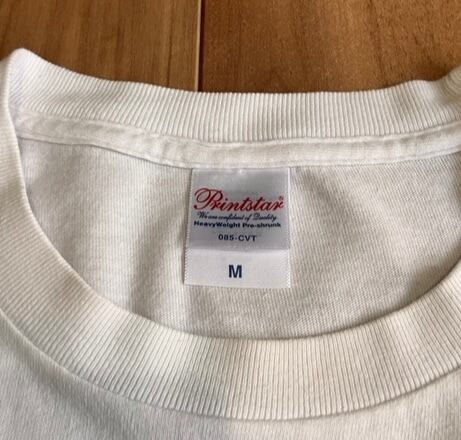 Printstar®
We are confident of Quality.
HeavyWeight Pre-shrunk
085-CVT
M